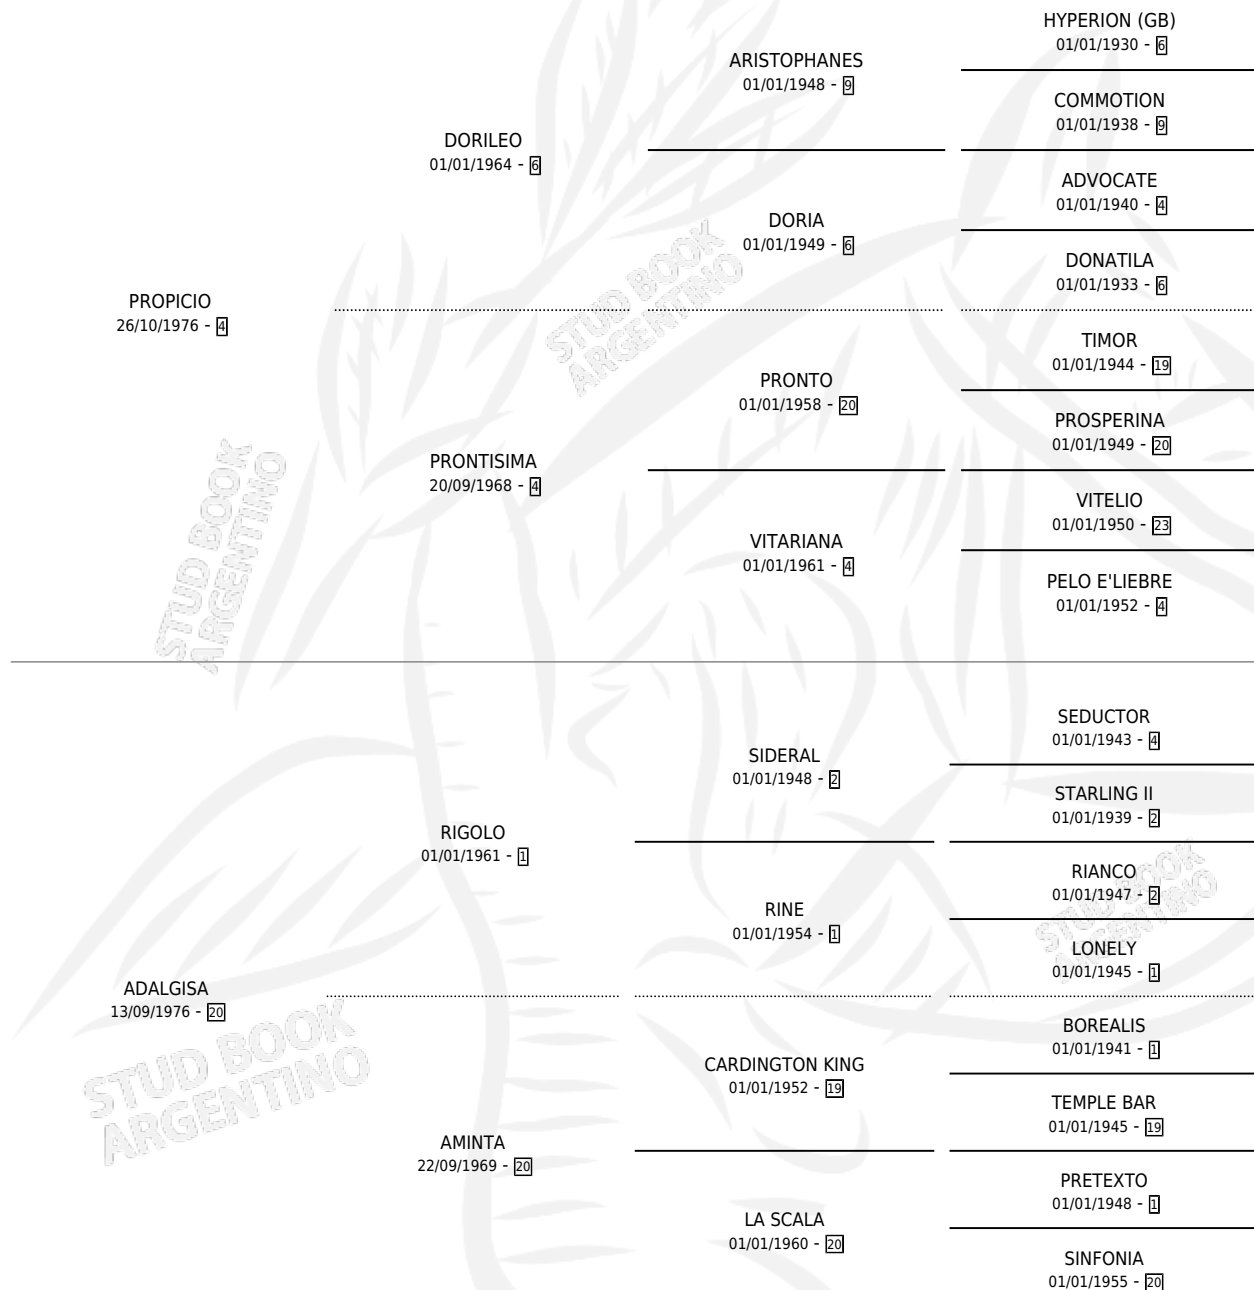 HYPERION (GB)
01/01/1930 - 6
ARISTOPHANES
01/01/1948 - 9
COMMOTION
01/01/1938 - 9
DORILEO
01/01/1964 - 6
ADVOCATE
01/01/1940 - 4
DORIA
01/01/1949 - 6
DONATILA
01/01/1933 - 6
PROPICIO
26/10/1976 - 4
TIMOR
01/01/1944 - 19
PRONTO
01/01/1958 - 20
PROSPERINA
01/01/1949 - 20
PRONTISIMA
20/09/1968 - 4
VITELIO
01/01/1950 - 23
VITARIANA
01/01/1961 - 4
PELO E'LIEBRE
01/01/1952 - 4
SEDUCTOR
01/01/1943 - 4
SIDERAL
01/01/1948 - 2
STARLING II
01/01/1939 - 2
RIGOLO
01/01/1961 - 1
RIANCO
01/01/1947 - 2
RINE
01/01/1954 - 1
LONELY
01/01/1945 - 1
ADALGISA
13/09/1976 - 20
BOREALIS
01/01/1941 - 1
CARDINGTON KING
01/01/1952 - 19
TEMPLE BAR
01/01/1945 - 19
AMINTA
22/09/1969 - 20
PRETEXTO
01/01/1948 - 1
LA SCALA
01/01/1960 - 20
SINFONIA
01/01/1955 - 20
STUD BOOK
ARGENTINO
STUD BOOK
ARGENTINO
STUD BOOK
ARGENTINO
STUD BOOK
ARGENTINO